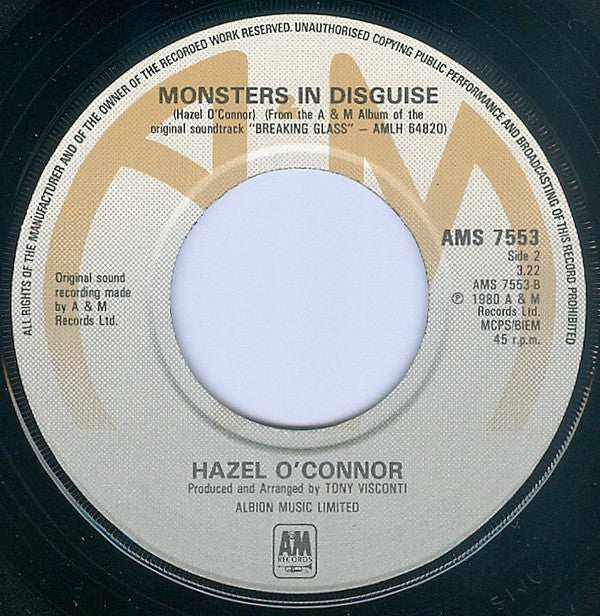 ALL RIGHTS OF THE MANUFACTURER AND OF THE OWNER OF THE RECORDED WORK RESERVED. UNAUTHORISED COPYING PUBLIC PERFORMANCE AND BROADCASTING OF THIS RECORD PROHIBITED
A&M
MONSTERS IN DISGUISE
(Hazel O'Connor) (From the A & M Album of the
original soundtrack "BREAKING GLASS" – AMLH 64820)
Original sound
recording made
by A & M
Records Ltd.
AMS 7553
Side 2
3.22
AMS 7553-B
℗ 1980 A & M
Records Ltd.
MCPS/BIEM
45 r.p.m.
HAZEL O'CONNOR
Produced and Arranged by TONY VISCONTI
ALBION MUSIC LIMITED
A&M
RECORDS